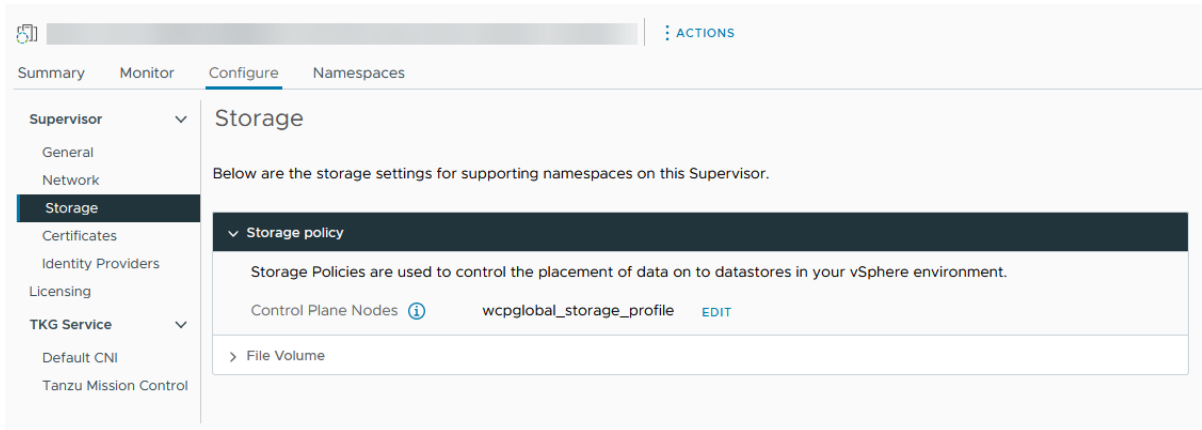 ACTIONS
Summary Monitor Configure Namespaces
Supervisor
General
Network
Storage
Certificates
Identity Providers
Licensing
TKG Service
Default CNI
Tanzu Mission Control
Storage
Below are the storage settings for supporting namespaces on this Supervisor.
Storage policy
Storage Policies are used to control the placement of data on to datastores in your vSphere environment.
Control Plane Nodes wcpglobal_storage_profile EDIT
File Volume